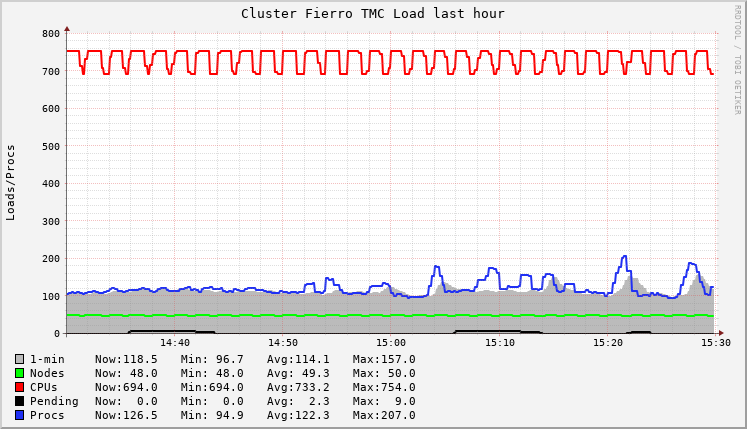 Cluster Fierro TMC Load last hour
RRDTOOL / TOBI OETIKER
Loads/Procs
800
700
600
500
400
300
200
100
0
14:40 14:50 15:00 15:10 15:20 15:30
1-min Now:118.5 Min: 96.7 Avg:114.1 Max:157.0
Nodes Now: 48.0 Min: 48.0 Avg: 49.3 Max: 50.0
CPUs Now:694.0 Min:694.0 Avg:733.2 Max:754.0
Pending Now: 0.0 Min: 0.0 Avg: 2.3 Max: 9.0
Procs Now:126.5 Min: 94.9 Avg:122.3 Max:207.0